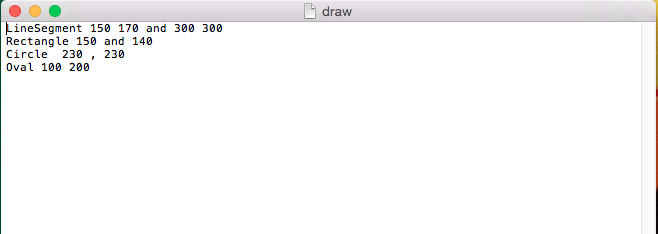 draw
LineSegment 150 170 and 300 300
Rectangle 150 and 140
Circle  230 , 230
Oval 100 200